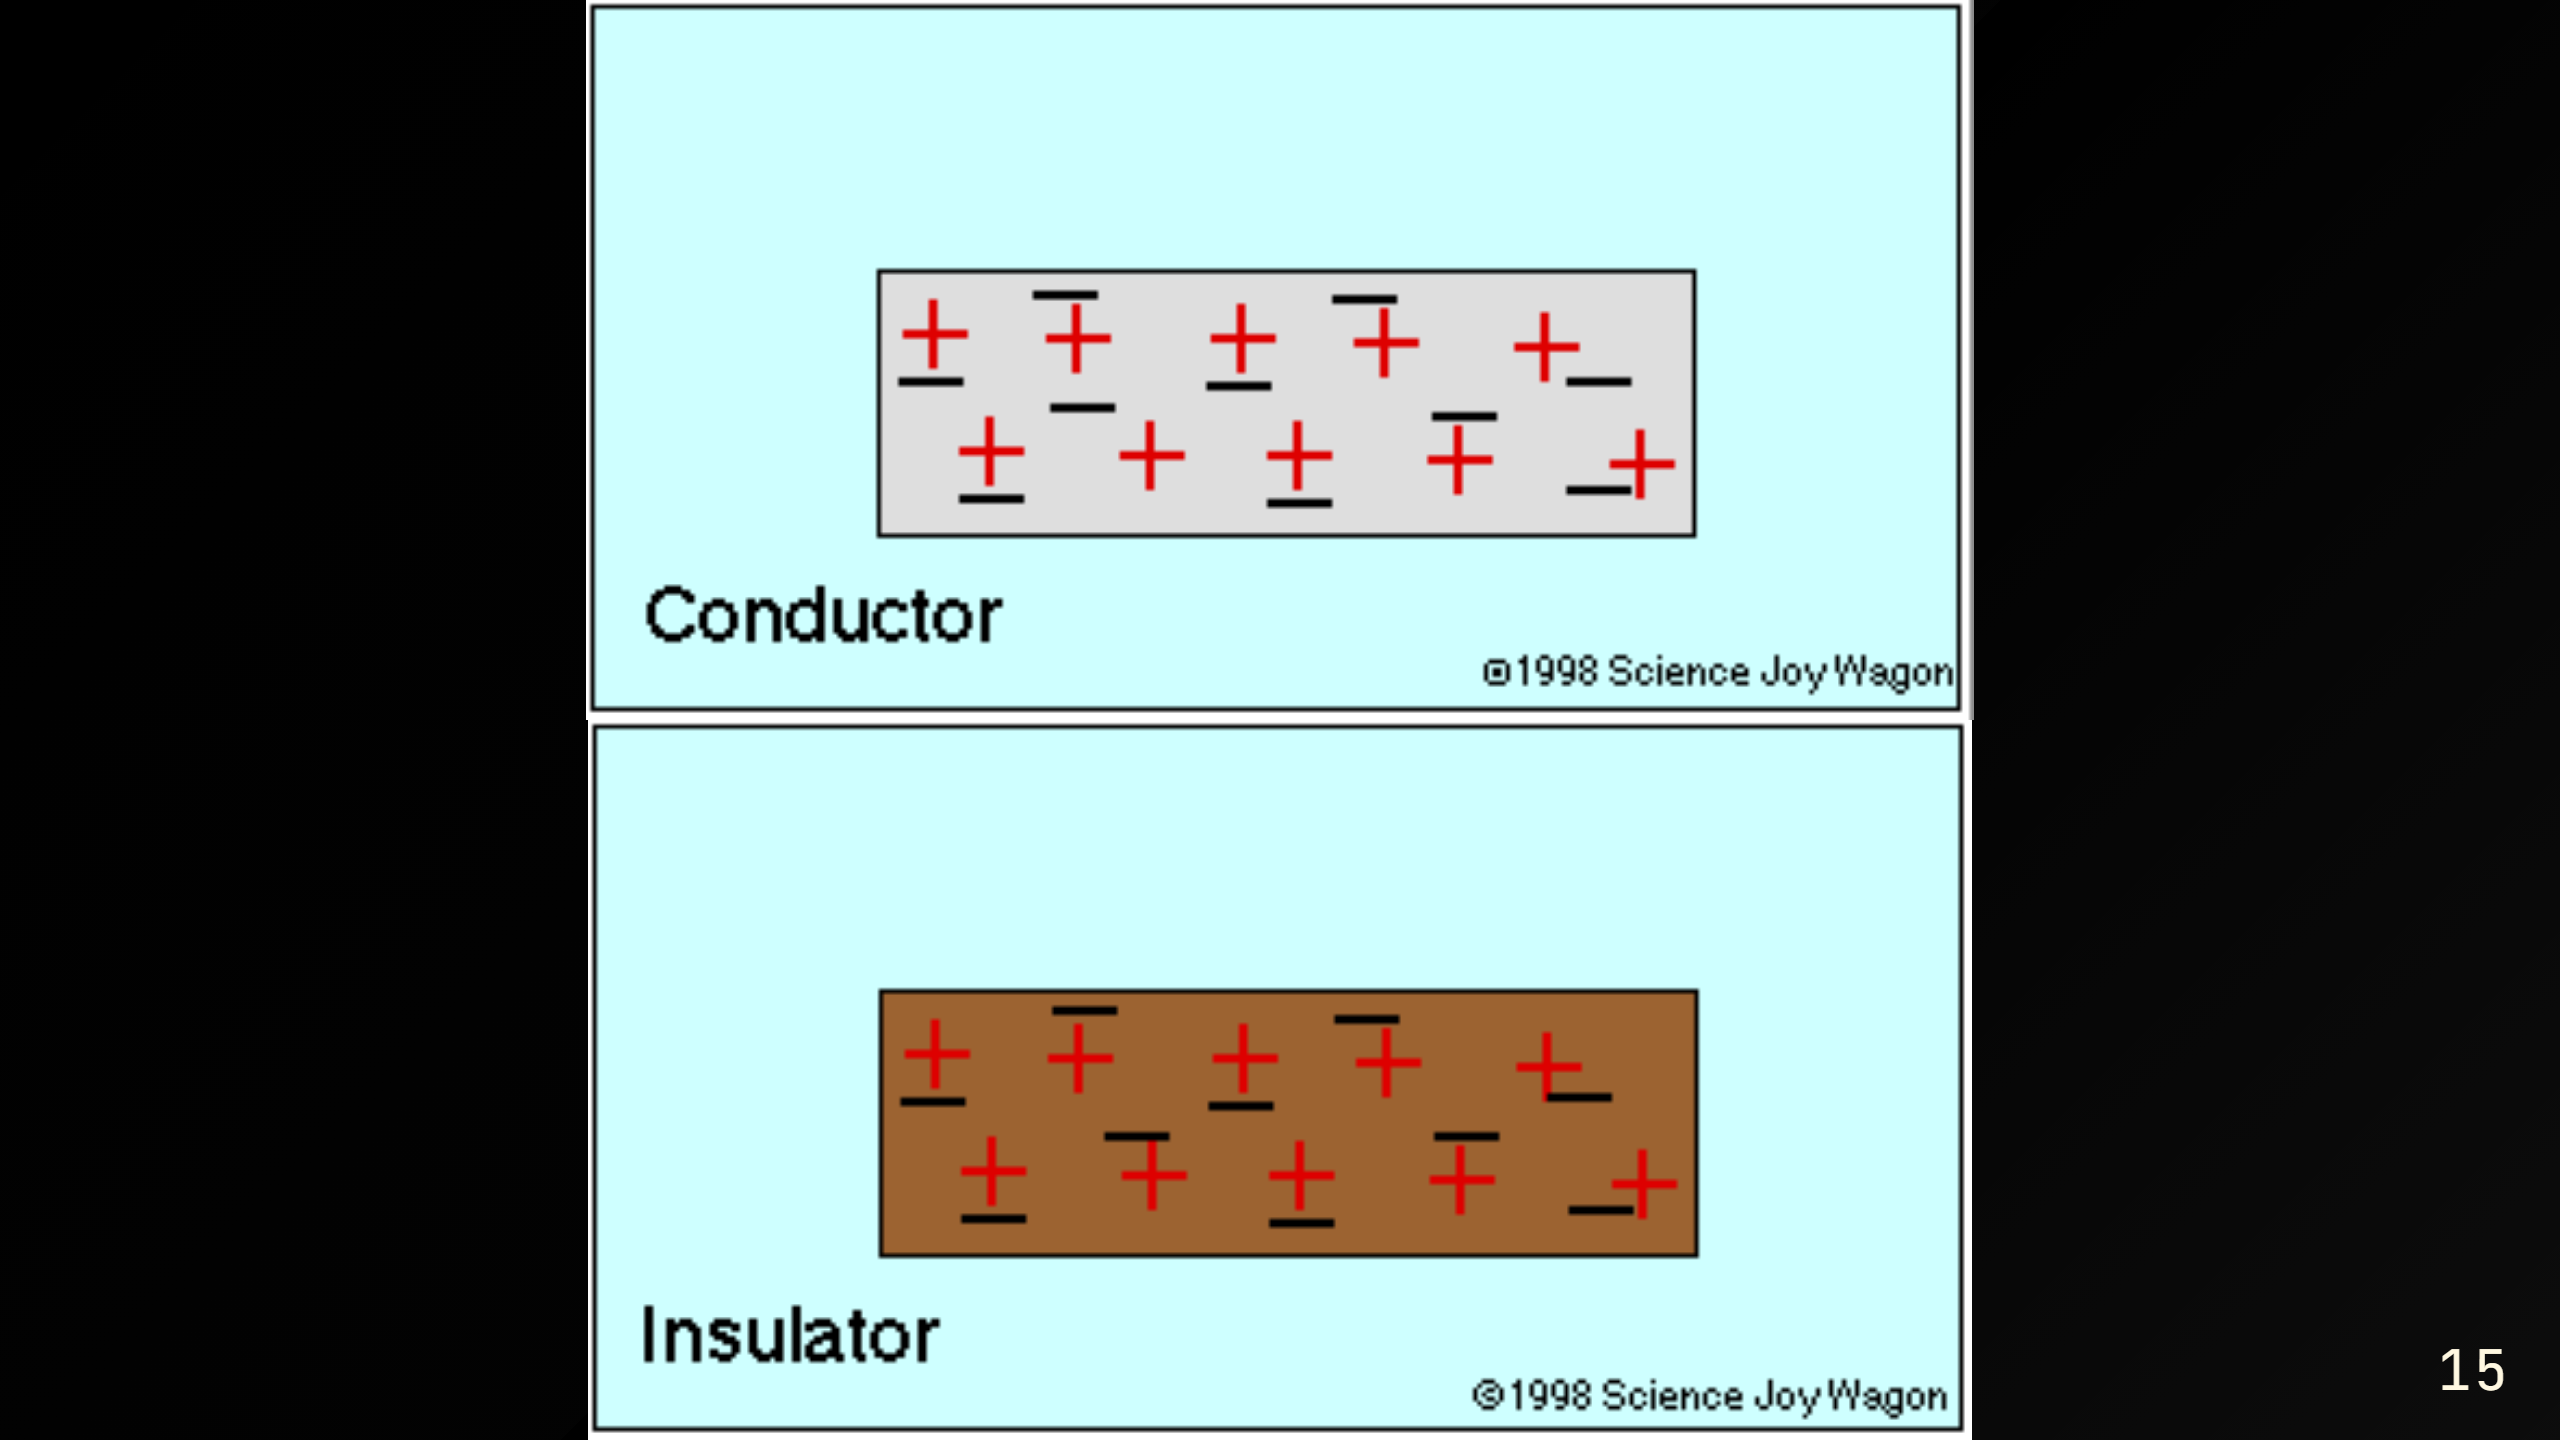 Conductor
©1998 Science Joy Wagon
Insulator
©1998 Science Joy Wagon
15